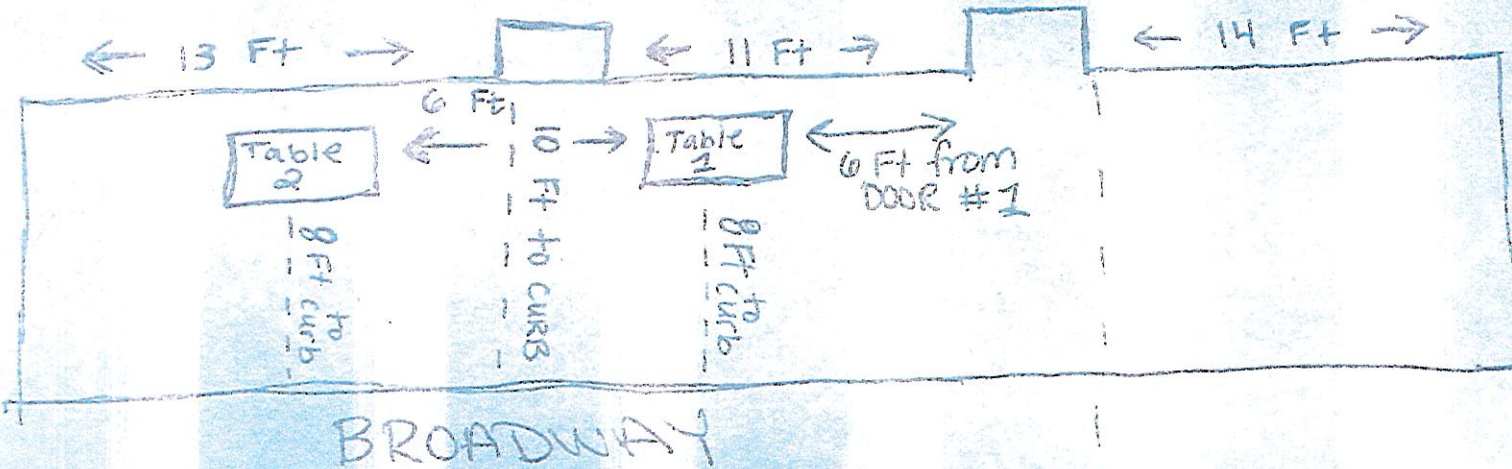 13 Ft
11 Ft
14 Ft
6 Ft
Table
2
10 Ft to CURB
Table
1
6 Ft from
DOOR #1
8 Ft to
curb
8 Ft to
curb
BROADWAY